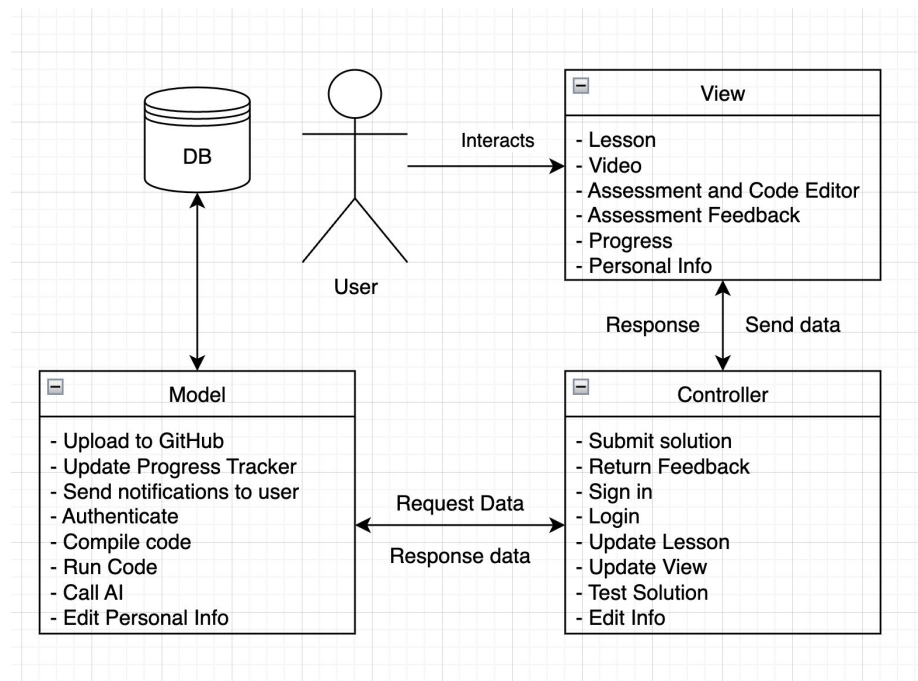 DB
User
Interacts
View
- Lesson
- Video
- Assessment and Code Editor
- Assessment Feedback
- Progress
- Personal Info
Response
Send data
Model
- Upload to GitHub
- Update Progress Tracker
- Send notifications to user
- Authenticate
- Compile code
- Run Code
- Call AI
- Edit Personal Info
Request Data
Response data
Controller
- Submit solution
- Return Feedback
- Sign in
- Login
- Update Lesson
- Update View
- Test Solution
- Edit Info